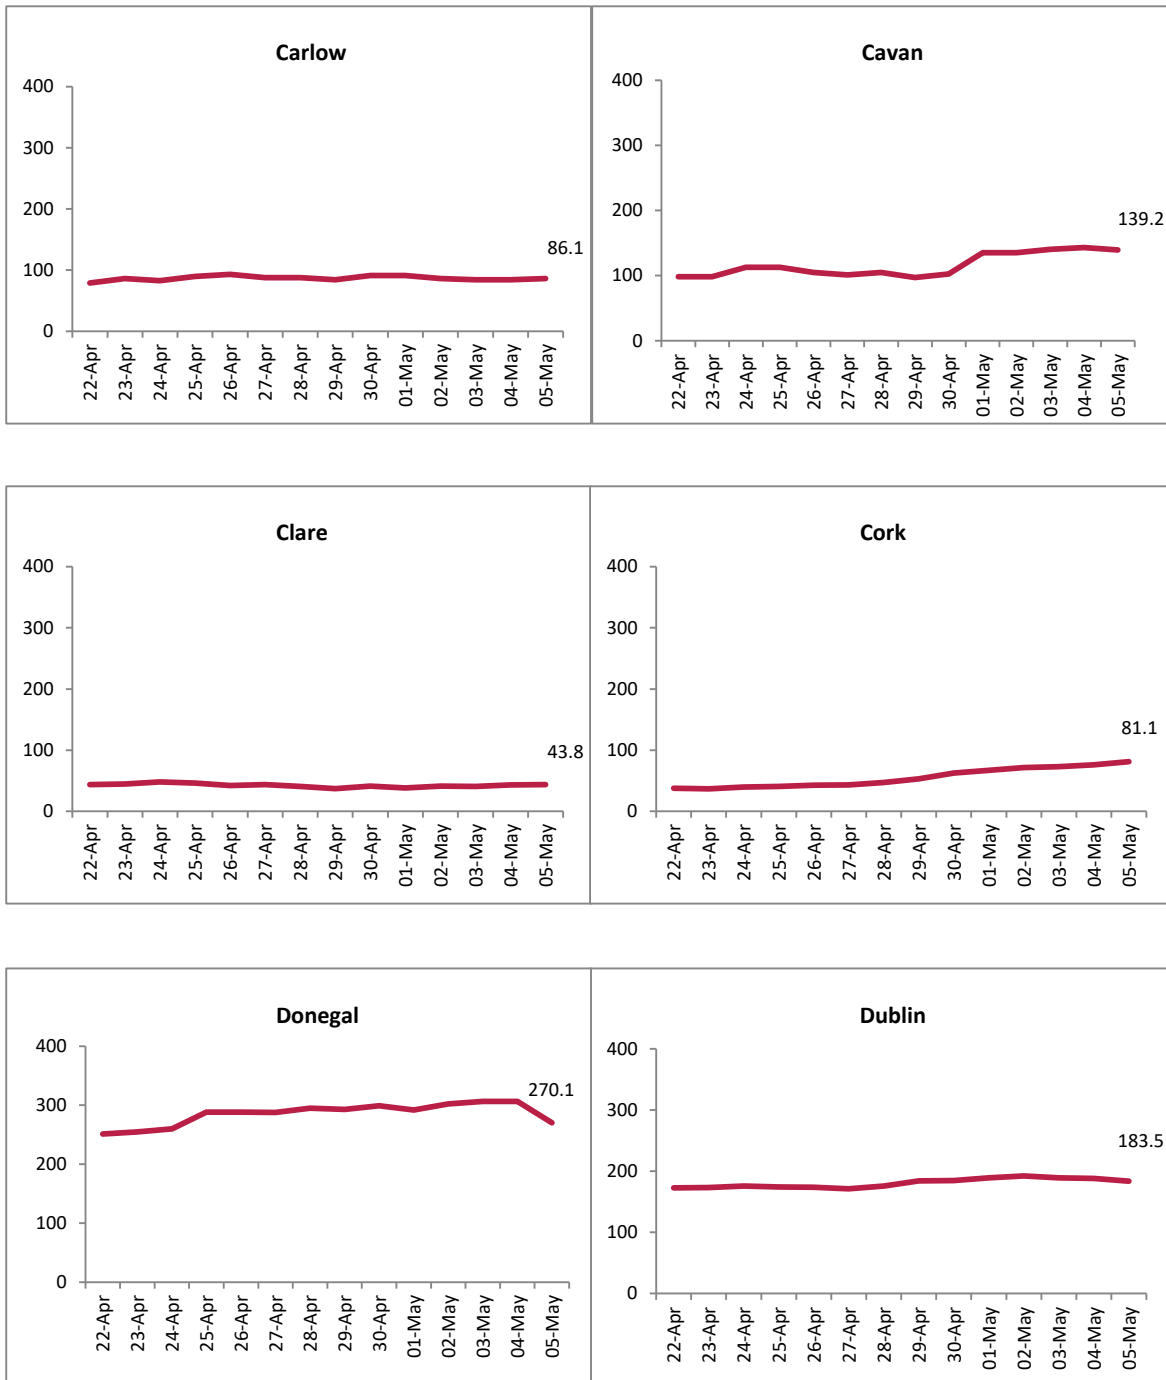 Carlow
400
300
200
100
0
86.1
22-Apr
23-Apr
24-Apr
25-Apr
26-Apr
27-Apr
28-Apr
29-Apr
30-Apr
01-May
02-May
03-May
04-May
05-May
Cavan
400
300
200
100
0
139.2
22-Apr
23-Apr
24-Apr
25-Apr
26-Apr
27-Apr
28-Apr
29-Apr
30-Apr
01-May
02-May
03-May
04-May
05-May
Clare
400
300
200
100
0
43.8
22-Apr
23-Apr
24-Apr
25-Apr
26-Apr
27-Apr
28-Apr
29-Apr
30-Apr
01-May
02-May
03-May
04-May
05-May
Cork
400
300
200
100
0
81.1
22-Apr
23-Apr
24-Apr
25-Apr
26-Apr
27-Apr
28-Apr
29-Apr
30-Apr
01-May
02-May
03-May
04-May
05-May
Donegal
400
300
200
100
0
270.1
22-Apr
23-Apr
24-Apr
25-Apr
26-Apr
27-Apr
28-Apr
29-Apr
30-Apr
01-May
02-May
03-May
04-May
05-May
Dublin
400
300
200
100
0
183.5
22-Apr
23-Apr
24-Apr
25-Apr
26-Apr
27-Apr
28-Apr
29-Apr
30-Apr
01-May
02-May
03-May
04-May
05-May